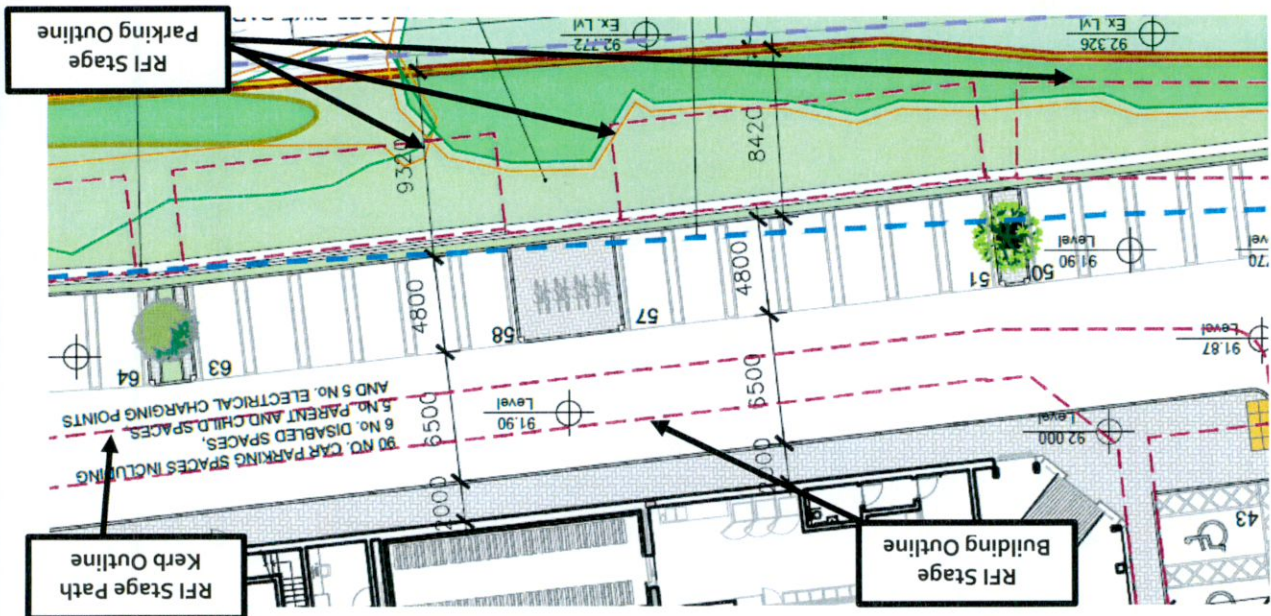 RFI Stage
Building Outline
RFI Stage Path
Kerb Outline
43
2000
92.000
Level
90 NO. CAR PARKING SPACES INCLUDING
6 No. DISABLED SPACES,
5 No. PARENT AND CHILD SPACES
AND 5 No. ELECTRICAL CHARGING POINTS
91.90
Level
6500
6500
91.87
Level
50
51
57
58
63
64
4800
4800
70
91.90
Level
8420
9320
92.326
Ex. Lvl
92.772
Ex. Lvl
RFI Stage
Parking Outline